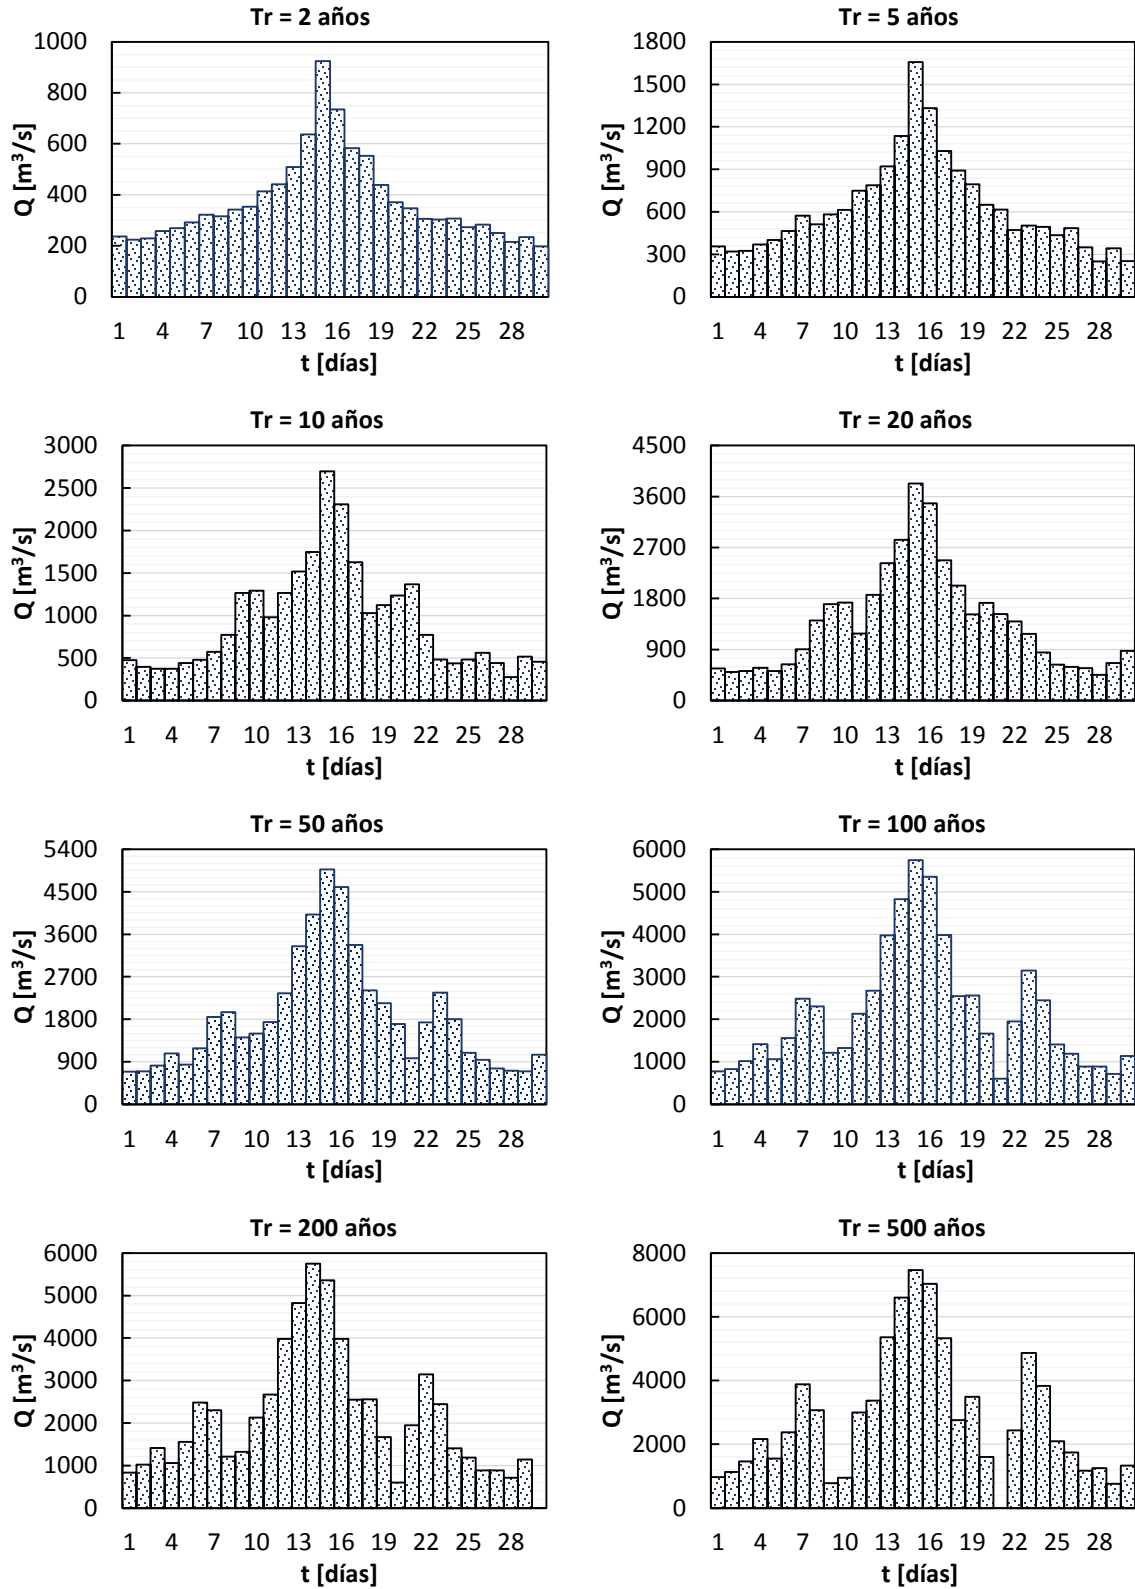 Tr = 2 años
1000
800
600
400
200
0
Q [m³/s]
1 4 7 10 13 16 19 22 25 28
t [días]
Tr = 5 años
1800
1500
1200
900
600
300
0
Q [m³/s]
1 4 7 10 13 16 19 22 25 28
t [días]
Tr = 10 años
3000
2500
2000
1500
1000
500
0
Q [m³/s]
1 4 7 10 13 16 19 22 25 28
t [días]
Tr = 20 años
4500
3600
2700
1800
900
0
Q [m³/s]
1 4 7 10 13 16 19 22 25 28
t [días]
Tr = 50 años
5400
4500
3600
2700
1800
900
0
Q [m³/s]
1 4 7 10 13 16 19 22 25 28
t [días]
Tr = 100 años
6000
5000
4000
3000
2000
1000
0
Q [m³/s]
1 4 7 10 13 16 19 22 25 28
t [días]
Tr = 200 años
6000
5000
4000
3000
2000
1000
0
Q [m³/s]
1 4 7 10 13 16 19 22 25 28
t [días]
Tr = 500 años
8000
6000
4000
2000
0
Q [m³/s]
1 4 7 10 13 16 19 22 25 28
t [días]